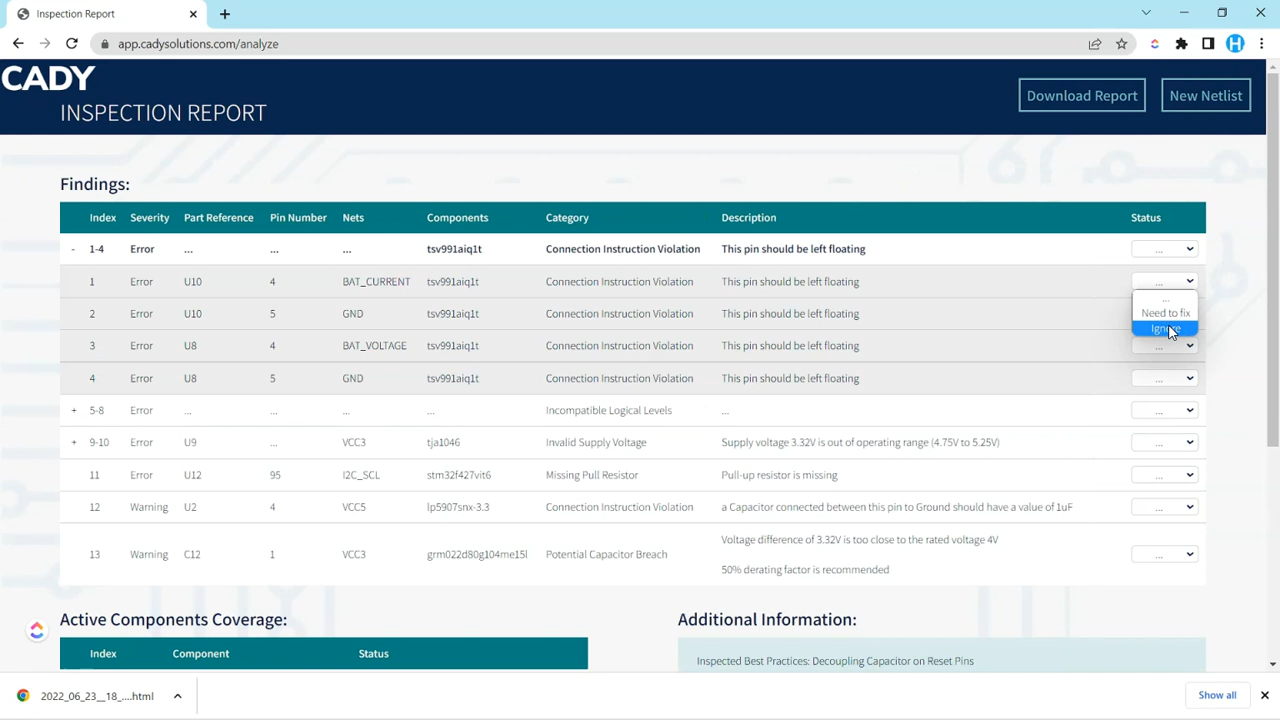 Inspection Report
app.cadysolutions.com/analyze
H
CADY
INSPECTION REPORT
Download Report
New Netlist
Findings:
Index Severity Part Reference Pin Number Nets Components Category Description Status
- 1-4 Error ... ... ... tsv991aiq1t Connection Instruction Violation This pin should be left floating ...
1 Error U10 4 BAT_CURRENT tsv991aiq1t Connection Instruction Violation This pin should be left floating ...
...
Need to fix
Ignore
2 Error U10 5 GND tsv991aiq1t Connection Instruction Violation This pin should be left floating
3 Error U8 4 BAT_VOLTAGE tsv991aiq1t Connection Instruction Violation This pin should be left floating ...
4 Error U8 5 GND tsv991aiq1t Connection Instruction Violation This pin should be left floating ...
+ 5-8 Error ... ... ... ... Incompatible Logical Levels ... ...
+ 9-10 Error U9 ... VCC3 tja1046 Invalid Supply Voltage Supply voltage 3.32V is out of operating range (4.75V to 5.25V) ...
11 Error U12 95 I2C_SCL stm32f427vit6 Missing Pull Resistor Pull-up resistor is missing ...
12 Warning U2 4 VCC5 lp5907snx-3.3 Connection Instruction Violation a Capacitor connected between this pin to Ground should have a value of 1uF ...
13 Warning C12 1 VCC3 grm022d80g104me15l Potential Capacitor Breach Voltage difference of 3.32V is too close to the rated voltage 4V ...
50% derating factor is recommended
Active Components Coverage:
Index Component Status
Additional Information:
Inspected Best Practices: Decoupling Capacitor on Reset Pins
2022_06_23__18_....html
Show all